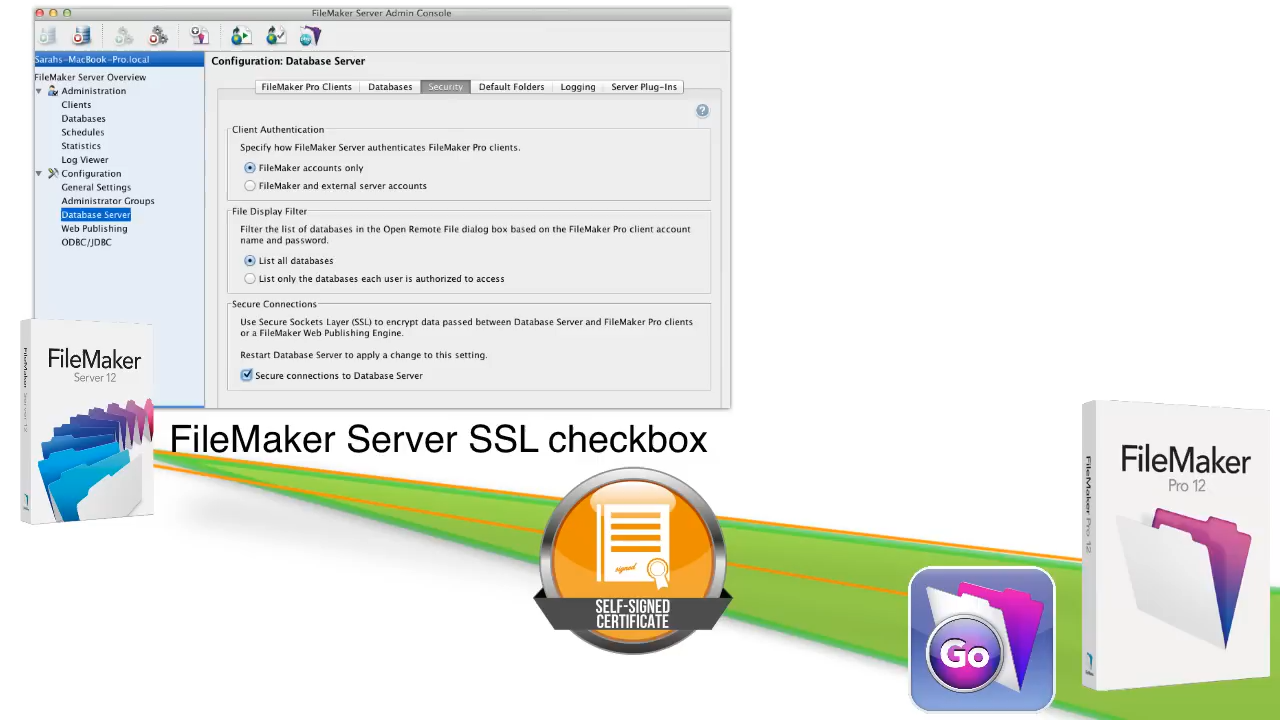 FileMaker Server Admin Console
Sarahs-MacBook-Pro.local
FileMaker Server Overview
Administration
Clients
Databases
Schedules
Statistics
Log Viewer
Configuration
General Settings
Administrator Groups
Database Server
Web Publishing
ODBC/JDBC
Configuration: Database Server
FileMaker Pro Clients
Databases
Security
Default Folders
Logging
Server Plug-Ins
?
Client Authentication
Specify how FileMaker Server authenticates FileMaker Pro clients.
FileMaker accounts only
FileMaker and external server accounts
File Display Filter
Filter the list of databases in the Open Remote File dialog box based on the FileMaker Pro client account
name and password.
List all databases
List only the databases each user is authorized to access
Secure Connections
Use Secure Sockets Layer (SSL) to encrypt data passed between Database Server and FileMaker Pro clients
or a FileMaker Web Publishing Engine.
Restart Database Server to apply a change to this setting.
Secure connections to Database Server
FileMaker
Server 12
FileMaker Server 12
FileMaker Server SSL checkbox
signed
SELF-SIGNED
CERTIFICATE
Go
FileMaker
Pro 12
FileMaker Pro 12